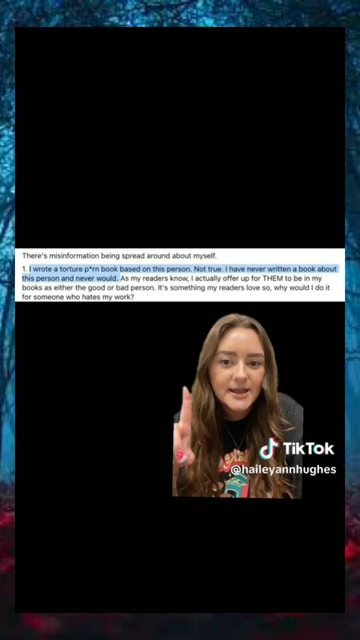 There's misinformation being spread around about myself.
1. I wrote a torture p*rn book based on this person. Not true. I have never written a book about
this person and never would. As my readers know, I actually offer up for THEM to be in my
books as either the good or bad person. It's something my readers love so, why would I do it
for someone who hates my work?
TikTok
@haileyannhughes